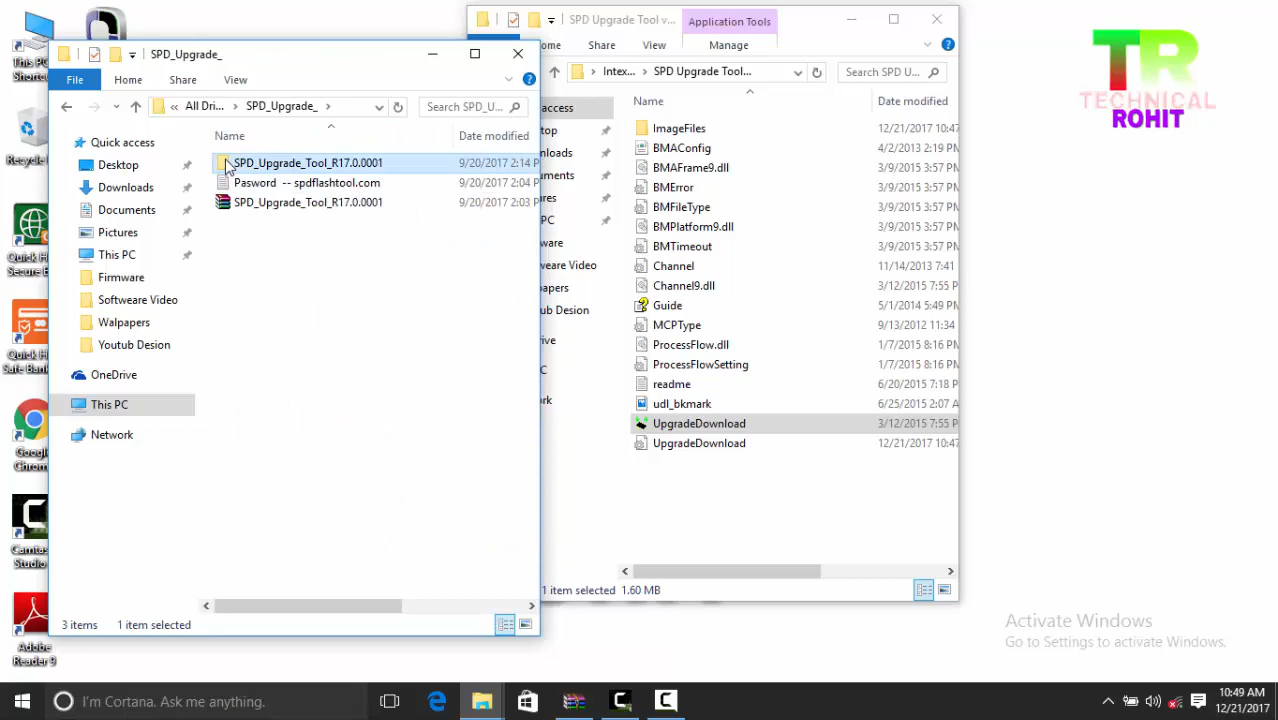 This PC
Shortc
Recycle
Quick H
Secure B
Quick H
Safe Bank
Google
Chrom
Camtas
Studio
Adobe
Reader 9
SPD_Upgrade_
File
Home
Share
View
All Dri...
SPD_Upgrade_
Search SPD_U...
Name
Date modified
Quick access
Desktop
Downloads
Documents
Pictures
This PC
Firmware
Software Video
Walpapers
Youtub Desion
OneDrive
This PC
Network
SPD_Upgrade_Tool_R17.0.0001 9/20/2017 2:14 P
Pasword -- spdflashtool.com 9/20/2017 2:04 P
SPD_Upgrade_Tool_R17.0.0001 9/20/2017 2:03 P
3 items 1 item selected
SPD Upgrade Tool v...
Application Tools
ome
Share
View
Manage
Intex...
SPD Upgrade Tool...
Search SPD U...
access
top
nloads
uments
ures
PC
ware
ware Video
papers
ub Desion
ive
C
ork
Name
Date modified
ImageFiles 12/21/2017 10:47
BMAConfig 4/2/2013 2:19 PM
BMAFrame9.dll 3/9/2015 3:57 PM
BMError 3/9/2015 3:57 PM
BMFileType 3/9/2015 3:57 PM
BMPlatform9.dll 3/9/2015 3:57 PM
BMTimeout 3/9/2015 3:57 PM
Channel 11/14/2013 7:41
Channel9.dll 3/12/2015 7:55 P
Guide 5/1/2014 5:49 PM
MCPType 9/13/2012 11:34
ProcessFlow.dll 1/7/2015 8:16 PM
ProcessFlowSetting 1/7/2015 8:16 PM
readme 6/20/2015 7:18 P
udl_bkmark 6/25/2015 2:07 A
UpgradeDownload 3/12/2015 7:55 P
UpgradeDownload 12/21/2017 10:47
1 item selected 1.60 MB
TR
TECHNICAL
ROHIT
Activate Windows
Go to Settings to activate Windows.
I'm Cortana. Ask me anything.
10:49 AM
12/21/2017